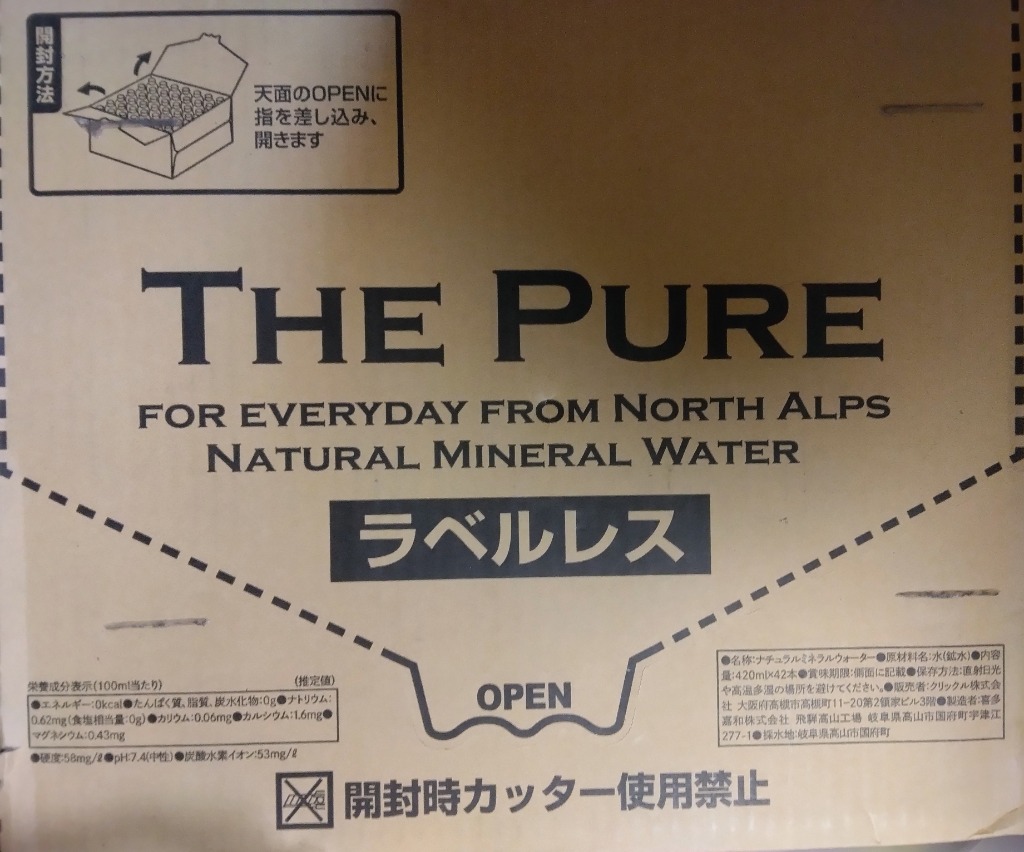 開封方法
天面のOPENに
指を差し込み、
開きます
THE PURE
FOR EVERYDAY FROM NORTH ALPS
NATURAL MINERAL WATER
ラベルレス
OPEN
栄養成分表示(100ml当たり) (推定値)
●エネルギー:0kcal●たんぱく質、脂質、炭水化物:0g●ナトリウム:
0.62mg(食塩相当量:0g)●カリウム:0.06mg●カルシウム:1.6mg●
マグネシウム:0.43mg
●硬度:58mg/ℓ●pH:7.4(中性)●炭酸水素イオン:53mg/ℓ
●名称:ナチュラルミネラルウォーター●原材料名:水(鉱水)●内容
量:420ml×42本●賞味期限:側面に記載●保存方法:直射日光
や高温多湿の場所を避けてください。●販売者:クリックル株式会
社 大阪府高槻市高槻町11-20第2領家ビル3階●製造者:喜多
嘉和株式会社 飛騨高山工場 岐阜県高山市国府町宇津江
277-1●採水地:岐阜県高山市国府町
開封時カッター使用禁止